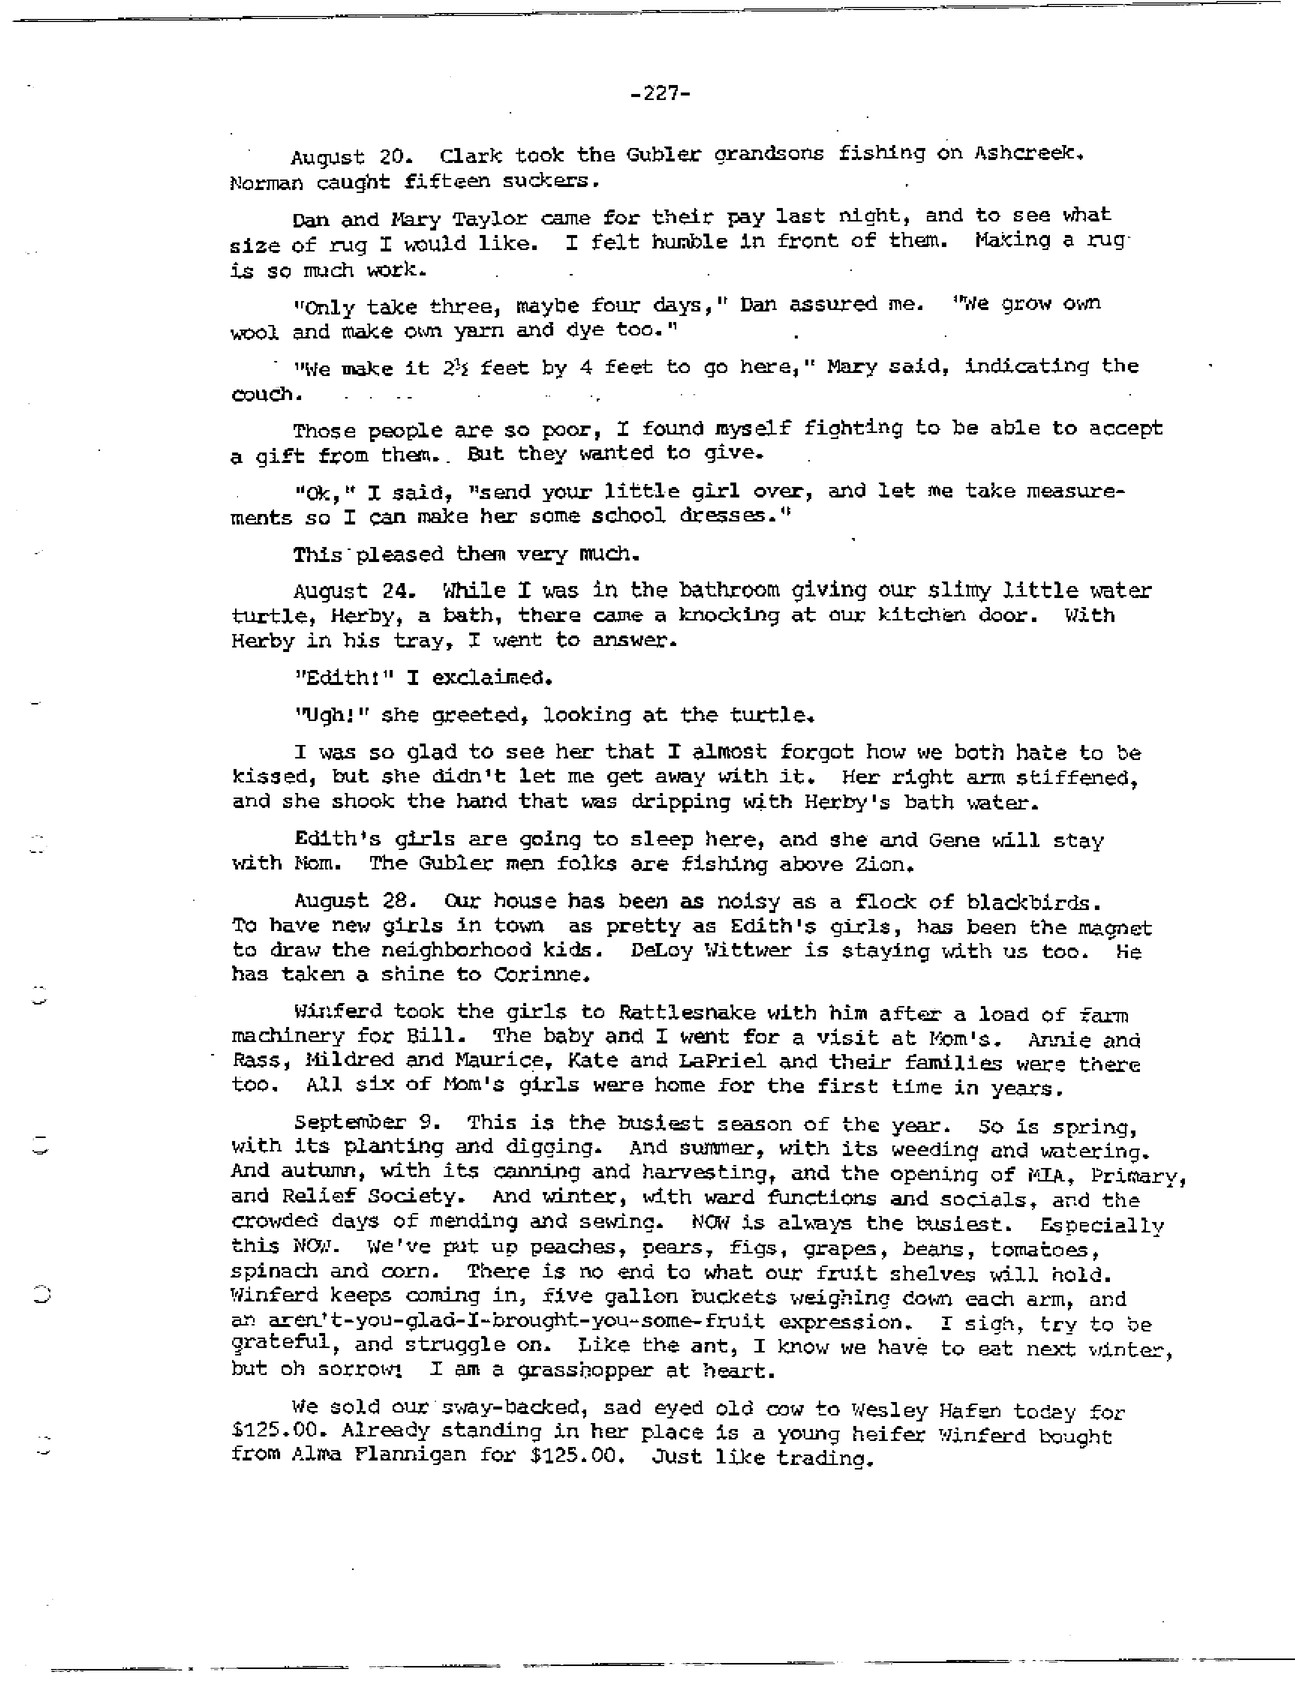 -227-
August 20. Clark took the Gubler grandsons fishing on Ashcreek.
Norman caught fifteen suckers.
Dan and Mary Taylor came for their pay last night, and to see what
size of rug I would like. I felt humble in front of them. Making a rug
is so much work.
"Only take three, maybe four days," Dan assured me. "We grow own
wool and make own yarn and dye too."
"We make it 2½ feet by 4 feet to go here," Mary said, indicating the
couch.
Those people are so poor, I found myself fighting to be able to accept
a gift from them. But they wanted to give.
"Ok," I said, "send your little girl over, and let me take measure-
ments so I can make her some school dresses."
This pleased them very much.
August 24. While I was in the bathroom giving our slimy little water
turtle, Herby, a bath, there came a knocking at our kitchen door. With
Herby in his tray, I went to answer.
"Edith!" I exclaimed.
"Ugh!" she greeted, looking at the turtle.
I was so glad to see her that I almost forgot how we both hate to be
kissed, but she didn't let me get away with it. Her right arm stiffened,
and she shook the hand that was dripping with Herby's bath water.
Edith's girls are going to sleep here, and she and Gene will stay
with Mom. The Gubler men folks are fishing above Zion.
August 28. Our house has been as noisy as a flock of blackbirds.
To have new girls in town as pretty as Edith's girls, has been the magnet
to draw the neighborhood kids. DeLoy Wittwer is staying with us too. He
has taken a shine to Corinne.
Winferd took the girls to Rattlesnake with him after a load of farm
machinery for Bill. The baby and I went for a visit at Mom's. Annie and
Rass, Mildred and Maurice, Kate and LaPriel and their families were there
too. All six of Mom's girls were home for the first time in years.
September 9. This is the busiest season of the year. So is spring,
with its planting and digging. And summer, with its weeding and watering.
And autumn, with its canning and harvesting, and the opening of MIA, Primary,
and Relief Society. And winter, with ward functions and socials, and the
crowded days of mending and sewing. NOW is always the busiest. Especially
this NOW. We've put up peaches, pears, figs, grapes, beans, tomatoes,
spinach and corn. There is no end to what our fruit shelves will hold.
Winferd keeps coming in, five gallon buckets weighing down each arm, and
an aren't-you-glad-I-brought-you-some-fruit expression. I sigh, try to be
grateful, and struggle on. Like the ant, I know we have to eat next winter,
but oh sorrow! I am a grasshopper at heart.
We sold our sway-backed, sad eyed old cow to Wesley Hafen today for
$125.00. Already standing in her place is a young heifer Winferd bought
from Alma Flannigan for $125.00. Just like trading.